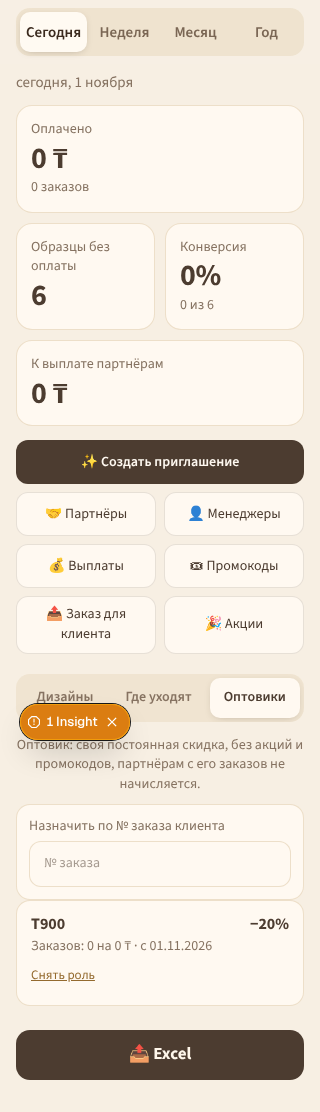 Сегодня Неделя Месяц Год
сегодня, 1 ноября
Оплачено
0 ₸
0 заказов
Образцы без
оплаты
6
Конверсия
0%
0 из 6
К выплате партнёрам
0 ₸
✨ Создать приглашение
🤝 Партнёры
👤 Менеджеры
💰 Выплаты
🎟 Промокоды
📤 Заказ для
клиента
🎉 Акции
Дизайны Где уходят Оптовики
1 Insight
Оптовик: своя постоянная скидка, без акций и
промокодов, партнёрам с его заказов не
начисляется.
Назначить по № заказа клиента
№ заказа
T900 −20%
Заказов: 0 на 0 ₸ · с 01.11.2026
Снять роль
📤 Excel